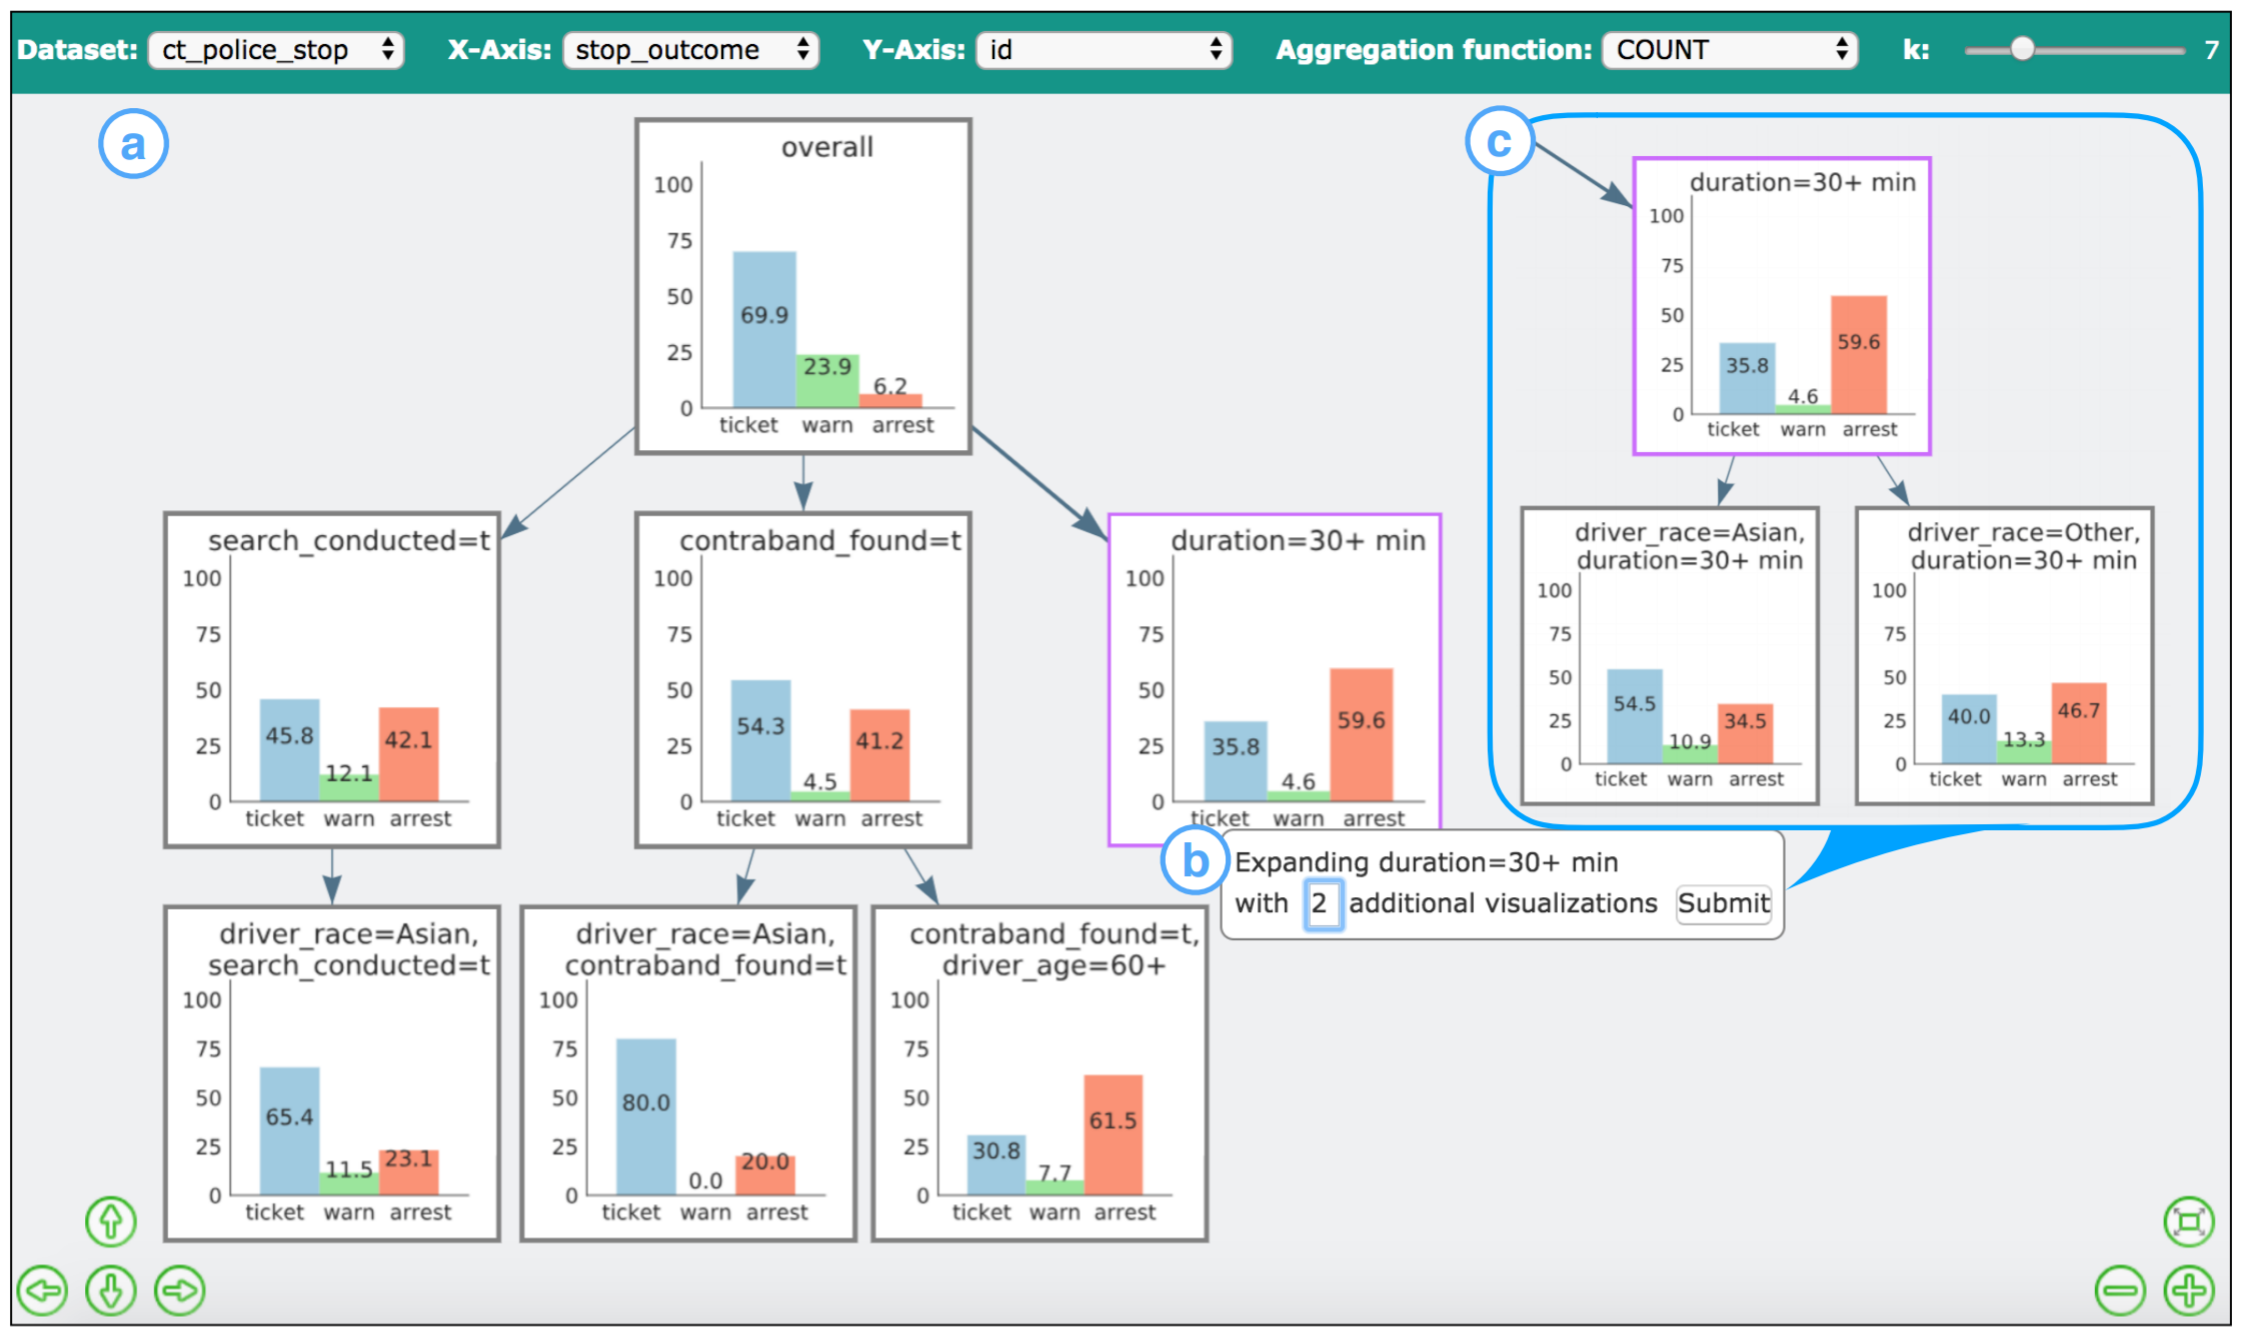 Dataset: ct_police_stop X-Axis: stop_outcome Y-Axis: id Aggregation function: COUNT k: 7
a
overall
100
75
50
25
0
69.9
23.9
6.2
ticket warn arrest
search_conducted=t
100
75
50
25
0
45.8
12.1
42.1
ticket warn arrest
contraband_found=t
100
75
50
25
0
54.3
4.5
41.2
ticket warn arrest
duration=30+ min
100
75
50
25
0
35.8
4.6
59.6
ticket warn arrest
driver_race=Asian,
search_conducted=t
100
75
50
25
0
65.4
11.5
23.1
ticket warn arrest
driver_race=Asian,
contraband_found=t
100
75
50
25
0
80.0
0.0
20.0
ticket warn arrest
contraband_found=t,
driver_age=60+
100
75
50
25
0
30.8
7.7
61.5
ticket warn arrest
b
Expanding duration=30+ min
with 2 additional visualizations Submit
c
duration=30+ min
100
75
50
25
0
35.8
4.6
59.6
ticket warn arrest
driver_race=Asian,
duration=30+ min
100
75
50
25
0
54.5
10.9
34.5
ticket warn arrest
driver_race=Other,
duration=30+ min
100
75
50
25
0
40.0
13.3
46.7
ticket warn arrest